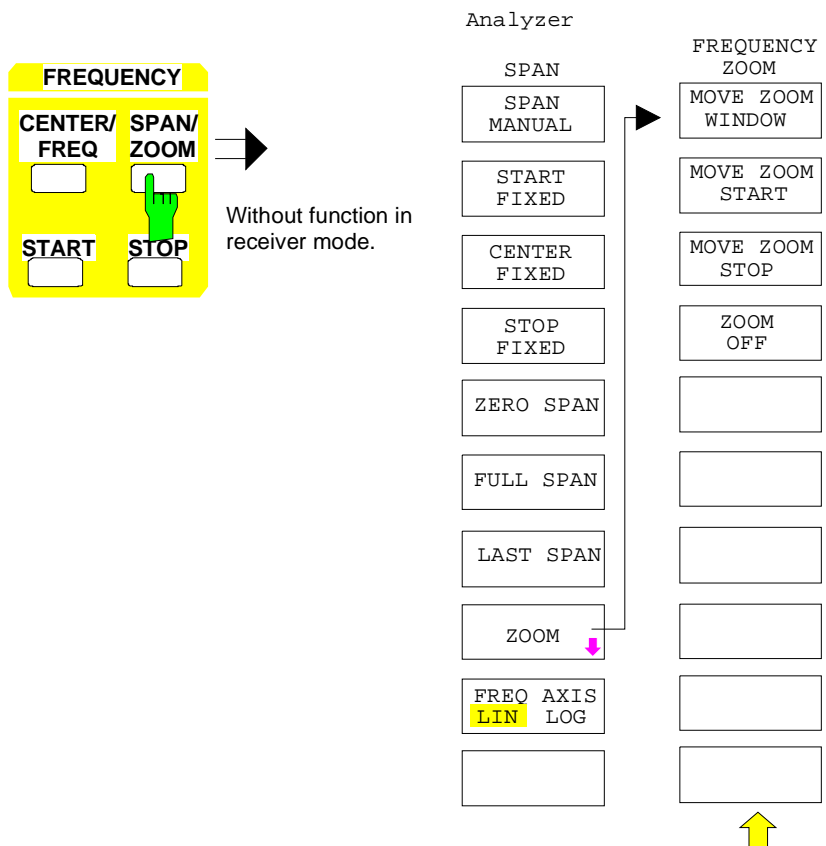 FREQUENCY
CENTER/ SPAN/
FREQ ZOOM
START STOP
Without function in
receiver mode.
Analyzer
SPAN
SPAN
MANUAL
START
FIXED
CENTER
FIXED
STOP
FIXED
ZERO SPAN
FULL SPAN
LAST SPAN
ZOOM
FREQ AXIS
LIN LOG
FREQUENCY
ZOOM
MOVE ZOOM
WINDOW
MOVE ZOOM
START
MOVE ZOOM
STOP
ZOOM
OFF